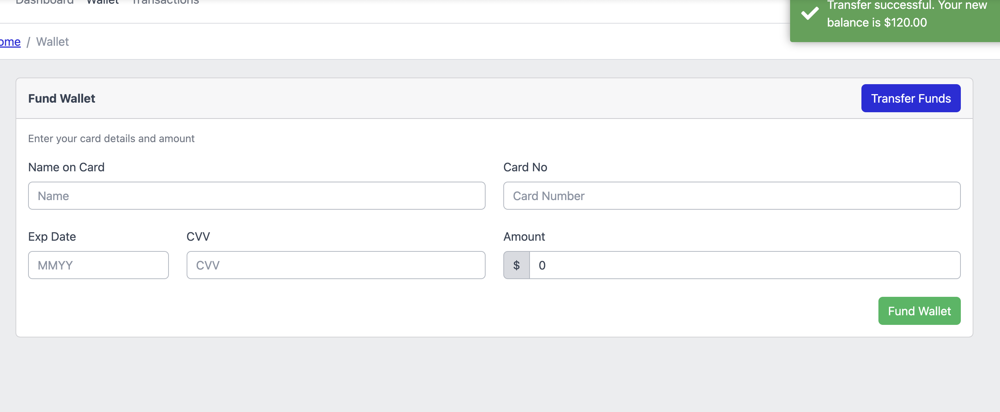 Dashboard Wallet Transactions
Transfer successful. Your new
balance is $120.00
ome / Wallet
Fund Wallet
Transfer Funds
Enter your card details and amount
Name on Card
Card No
Name
Card Number
Exp Date
CVV
Amount
MMYY
CVV
$ 0
Fund Wallet